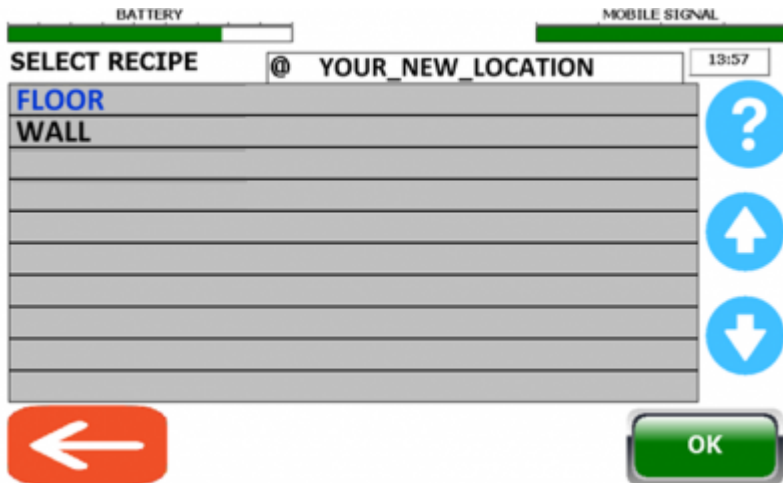 BATTERY MOBILE SIGNAL
SELECT RECIPE @ YOUR_NEW_LOCATION 13:57
FLOOR
WALL
?
OK